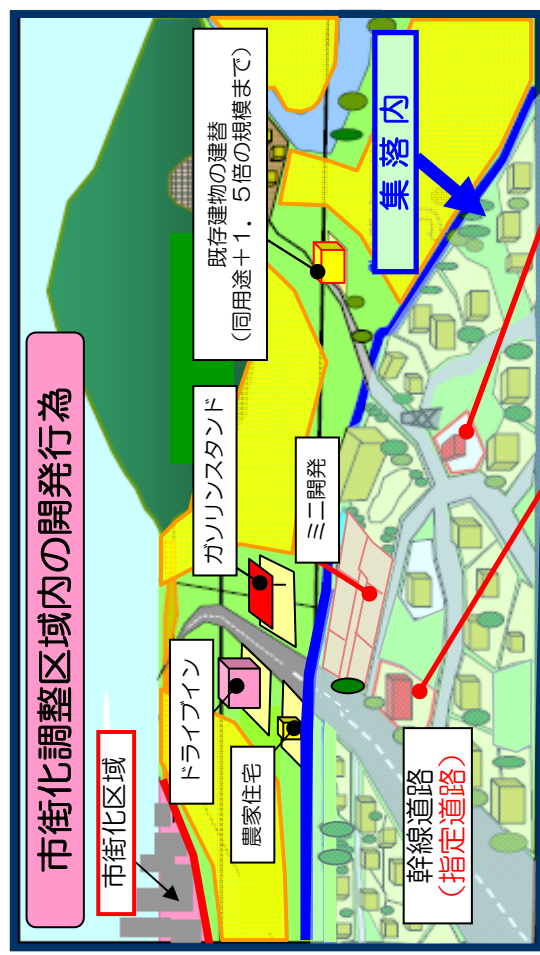 市街化調整区域内の開発行為
市街化区域
ドライブイン
農家住宅
ガソリンスタンド
ミニ開発
既存建物の建替
（同用途＋１．５倍の規模まで）
集落内
幹線道路
（指定道路）